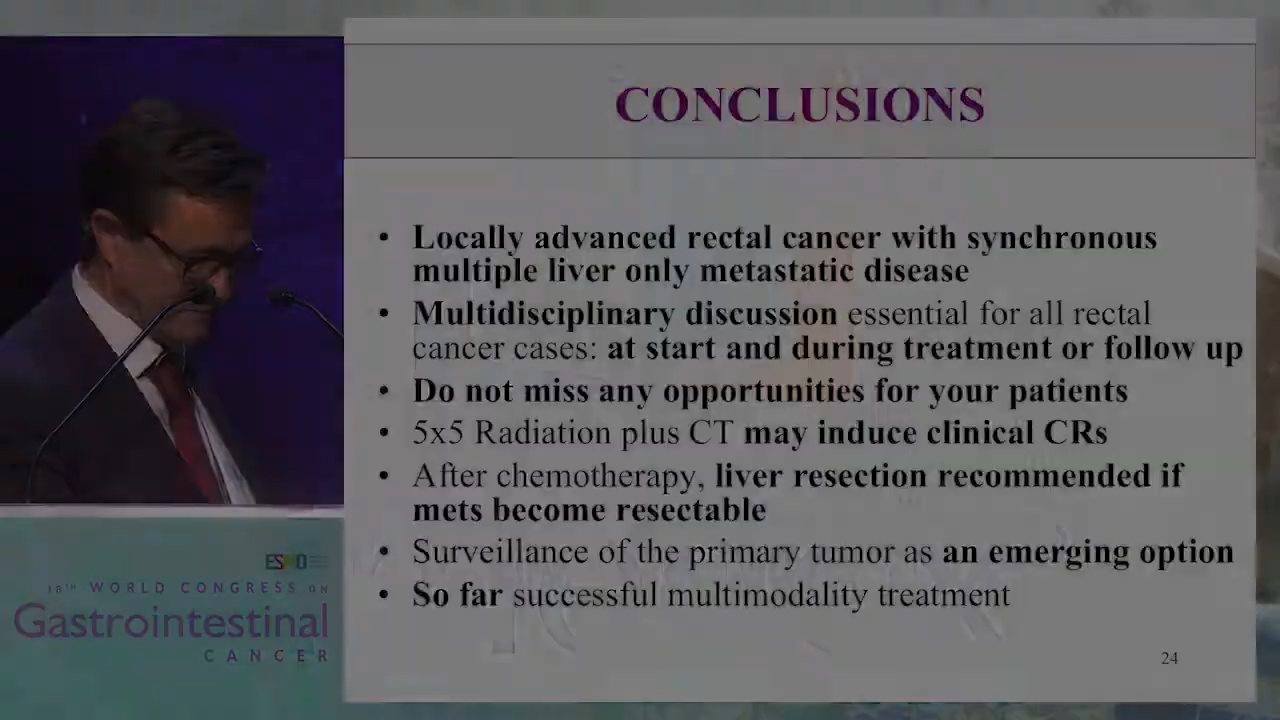 CONCLUSIONS
• Locally advanced rectal cancer with synchronous
multiple liver only metastatic disease
• Multidisciplinary discussion essential for all rectal
cancer cases: at start and during treatment or follow up
• Do not miss any opportunities for your patients
• 5x5 Radiation plus CT may induce clinical CRs
• After chemotherapy, liver resection recommended if
mets become resectable
• Surveillance of the primary tumor as an emerging option
• So far successful multimodality treatment
24
18TH WORLD CONGRESS ON
Gastrointestinal
CANCER